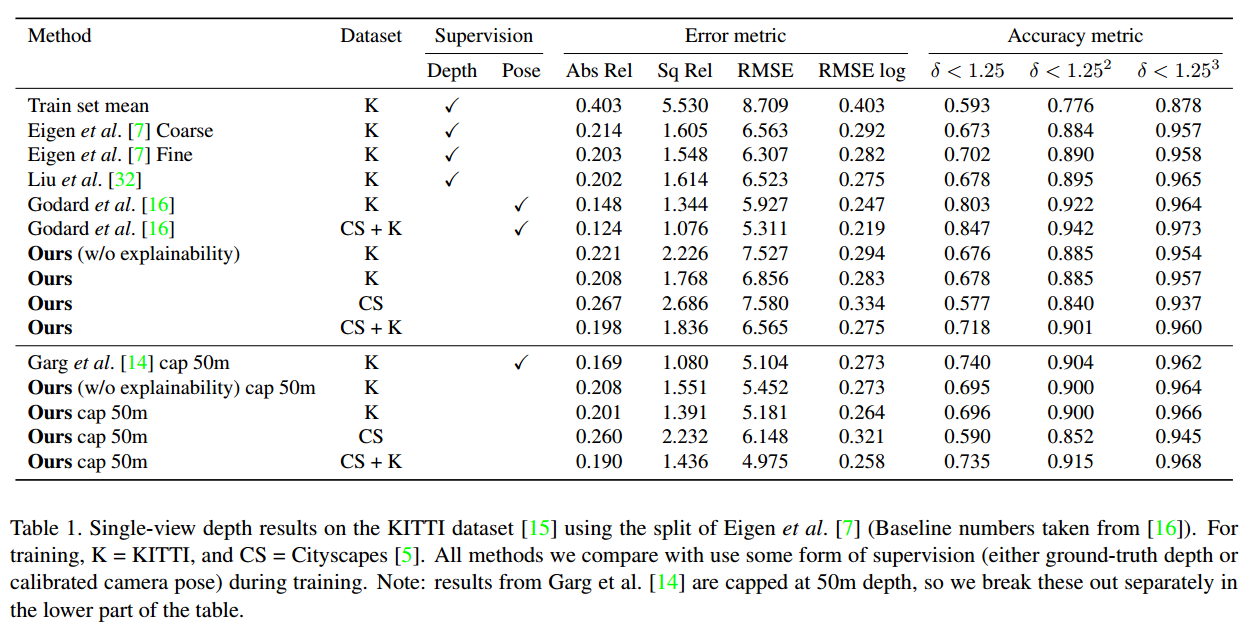 Method Dataset Supervision Error metric Accuracy metric
Depth Pose Abs Rel Sq Rel RMSE RMSE log δ < 1.25 δ < 1.25² δ < 1.25³
Train set mean K ✓ 0.403 5.530 8.709 0.403 0.593 0.776 0.878
Eigen et al. [7] Coarse K ✓ 0.214 1.605 6.563 0.292 0.673 0.884 0.957
Eigen et al. [7] Fine K ✓ 0.203 1.548 6.307 0.282 0.702 0.890 0.958
Liu et al. [32] K ✓ 0.202 1.614 6.523 0.275 0.678 0.895 0.965
Godard et al. [16] K ✓ 0.148 1.344 5.927 0.247 0.803 0.922 0.964
Godard et al. [16] CS + K ✓ 0.124 1.076 5.311 0.219 0.847 0.942 0.973
Ours (w/o explainability) K 0.221 2.226 7.527 0.294 0.676 0.885 0.954
Ours K 0.208 1.768 6.856 0.283 0.678 0.885 0.957
Ours CS 0.267 2.686 7.580 0.334 0.577 0.840 0.937
Ours CS + K 0.198 1.836 6.565 0.275 0.718 0.901 0.960
Garg et al. [14] cap 50m K ✓ 0.169 1.080 5.104 0.273 0.740 0.904 0.962
Ours (w/o explainability) cap 50m K 0.208 1.551 5.452 0.273 0.695 0.900 0.964
Ours cap 50m K 0.201 1.391 5.181 0.264 0.696 0.900 0.966
Ours cap 50m CS 0.260 2.232 6.148 0.321 0.590 0.852 0.945
Ours cap 50m CS + K 0.190 1.436 4.975 0.258 0.735 0.915 0.968
Table 1. Single-view depth results on the KITTI dataset [15] using the split of Eigen et al. [7] (Baseline numbers taken from [16]). For
training, K = KITTI, and CS = Cityscapes [5]. All methods we compare with use some form of supervision (either ground-truth depth or
calibrated camera pose) during training. Note: results from Garg et al. [14] are capped at 50m depth, so we break these out separately in
the lower part of the table.